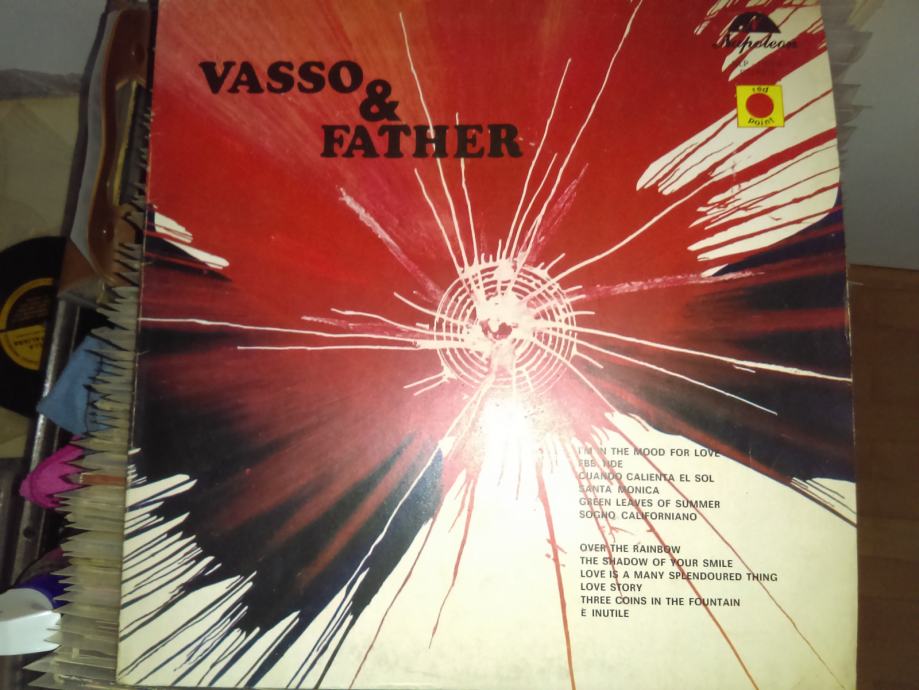 VASSO
&
FATHER
Napoleon
red
point
I'M IN THE MOOD FOR LOVE
EBB TIDE
CUANDO CALIENTA EL SOL
SANTA MONICA
GREEN LEAVES OF SUMMER
SOGNO CALIFORNIANO
OVER THE RAINBOW
THE SHADOW OF YOUR SMILE
LOVE IS A MANY SPLENDOURED THING
LOVE STORY
THREE COINS IN THE FOUNTAIN
È INUTILE